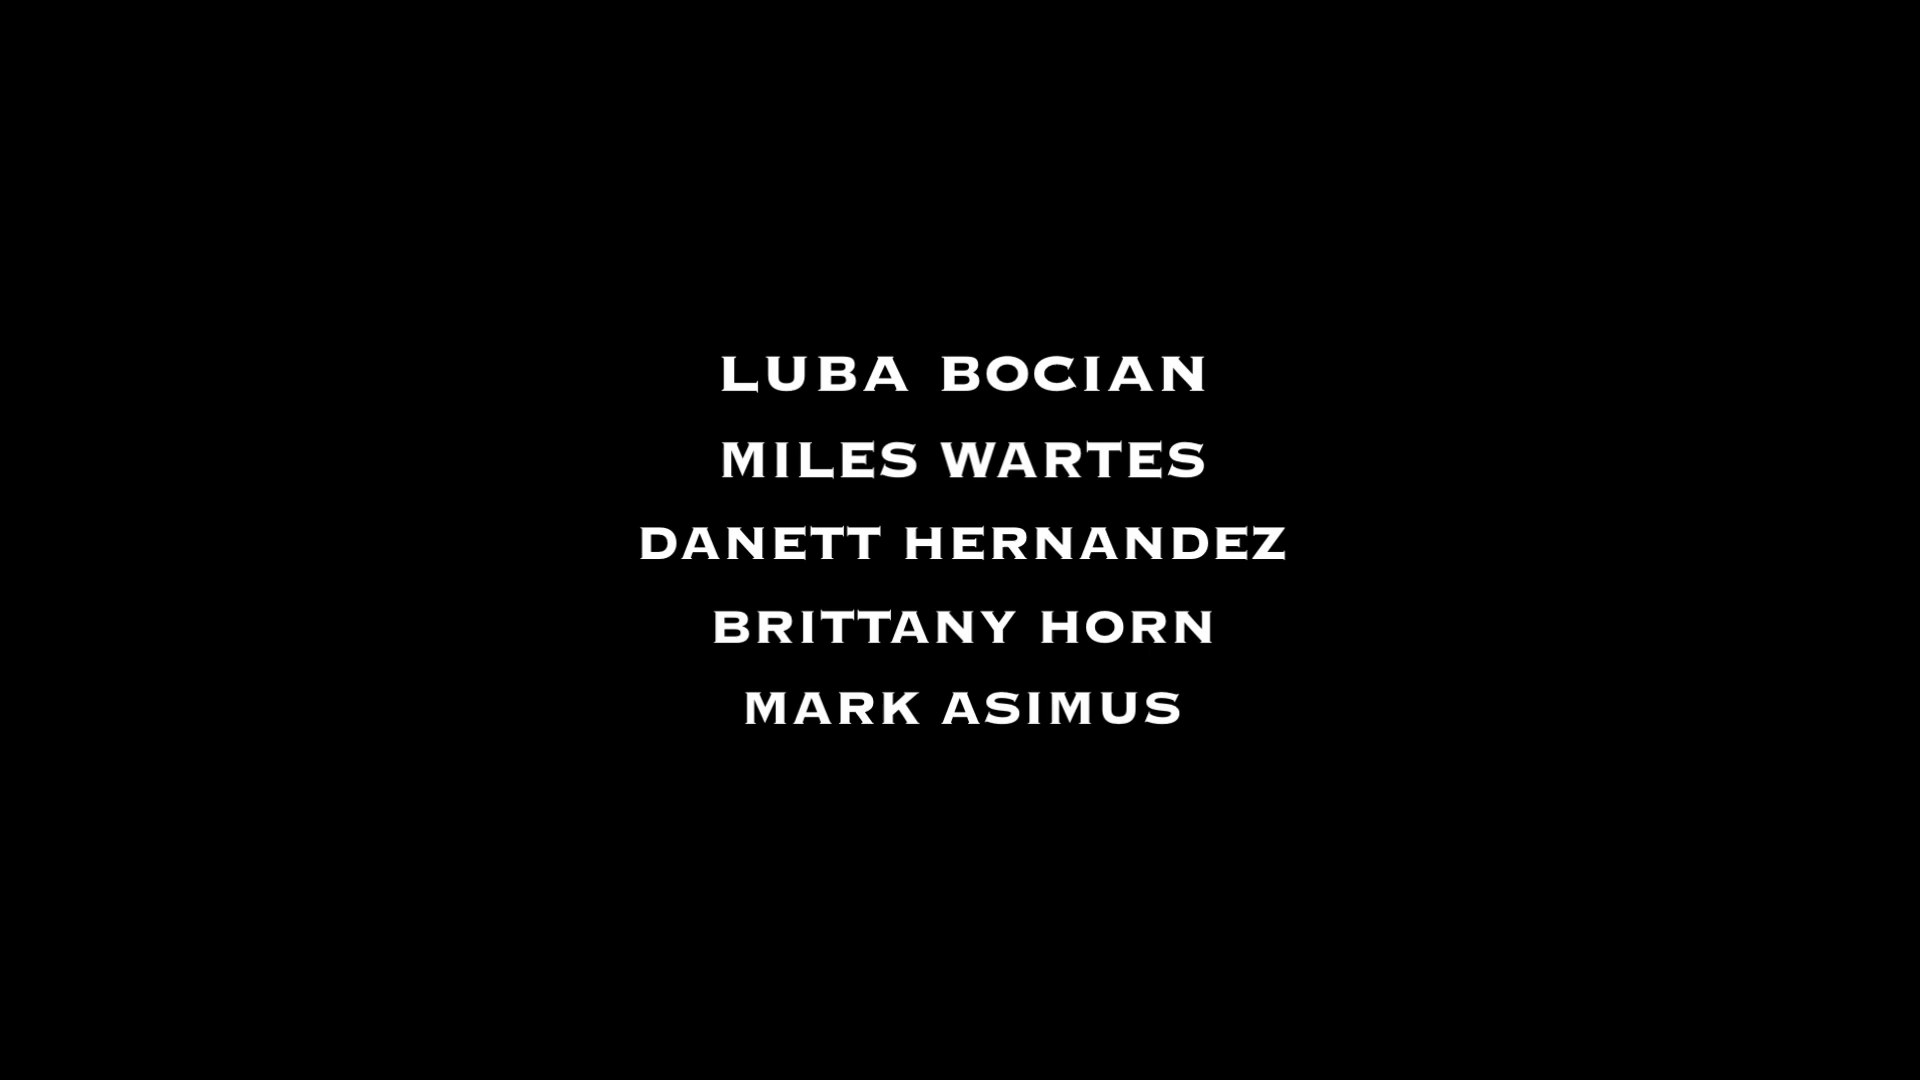 LUBA BOCIAN
MILES WARTES
DANETT HERNANDEZ
BRITTANY HORN
MARK ASIMUS